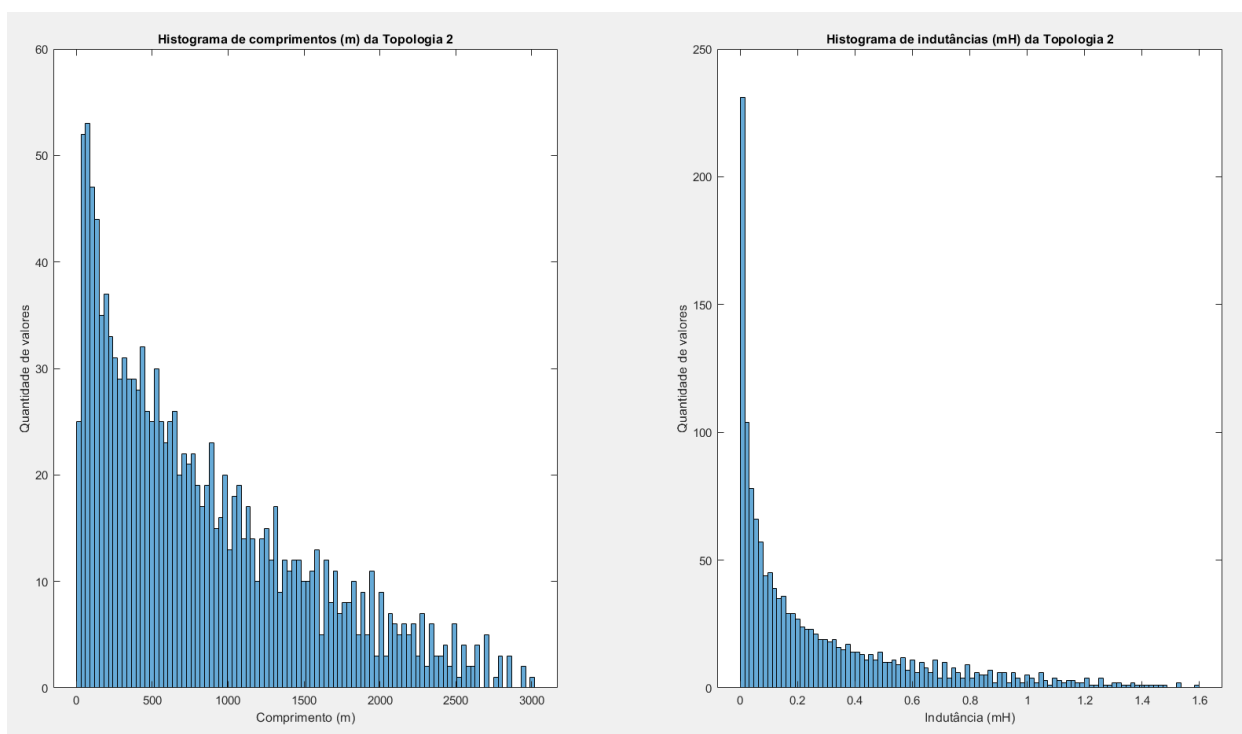 Histograma de comprimentos (m) da Topologia 2
60
50
40
30
20
10
0
Quantidade de valores
0 500 1000 1500 2000 2500 3000
Comprimento (m)
Histograma de indutâncias (mH) da Topologia 2
250
200
150
100
50
0
Quantidade de valores
0 0.2 0.4 0.6 0.8 1 1.2 1.4 1.6
Indutância (mH)